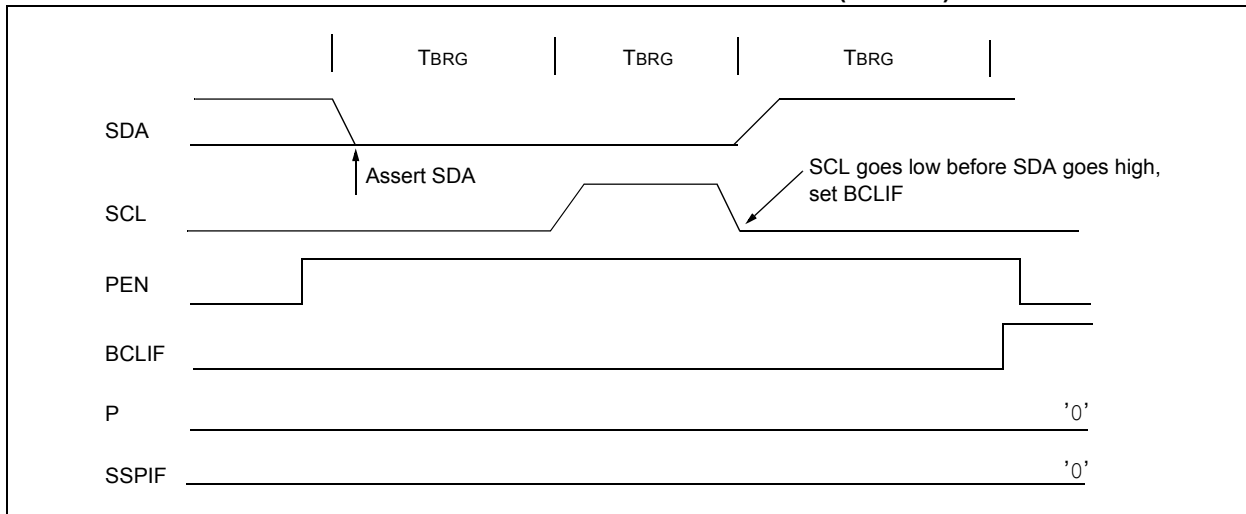 TBRG TBRG TBRG
SDA
Assert SDA
SCL goes low before SDA goes high,
set BCLIF
SCL
PEN
BCLIF
P '0'
SSPIF '0'